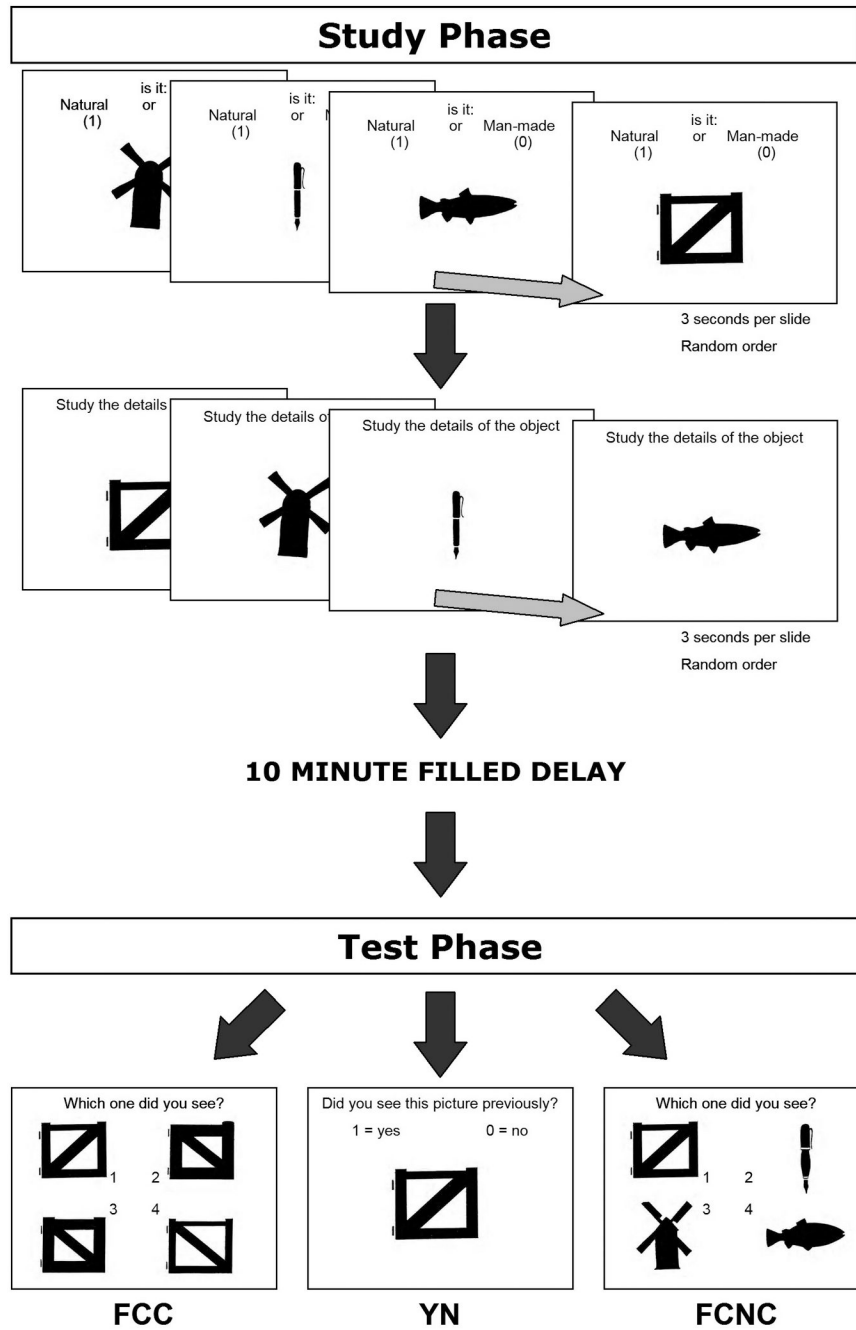 Study Phase
is it:
Natural or
(1)
is it:
Natural or
(1)
is it:
Natural or Man-made
(1) (0)
is it:
Natural or Man-made
(1) (0)
3 seconds per slide
Random order
Study the details
Study the details of
Study the details of the object
Study the details of the object
3 seconds per slide
Random order
10 MINUTE FILLED DELAY
Test Phase
Which one did you see?
1 2
3 4
FCC
Did you see this picture previously?
1 = yes 0 = no
YN
Which one did you see?
1 2
3 4
FCNC